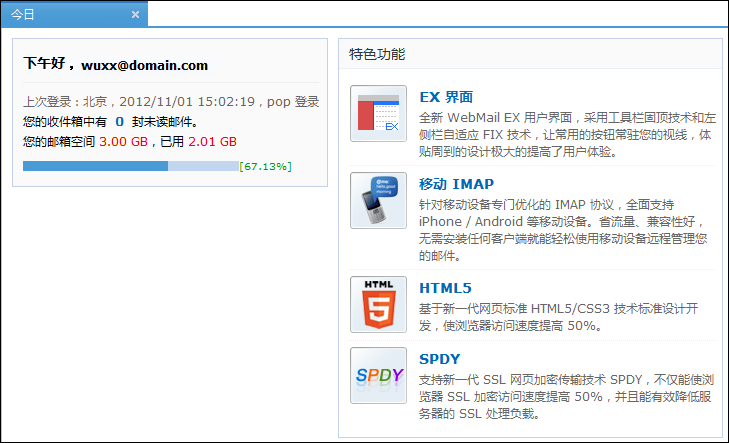 今日
下午好，wuxx@domain.com
上次登录：北京，2012/11/01 15:02:19，pop 登录
您的收件箱中有 0 封未读邮件。
您的邮箱空间 3.00 GB，已用 2.01 GB
[67.13%]
特色功能
EX
EX 界面
全新 WebMail EX 用户界面，采用工具栏固顶技术和左
侧栏自适应 FIX 技术，让常用的按钮常驻您的视线，体
贴周到的设计极大的提高了用户体验。
移动 IMAP
针对移动设备专门优化的 IMAP 协议，全面支持
iPhone / Android 等移动设备。省流量、兼容性好，
无需安装任何客户端就能轻松使用移动设备远程管理您
的邮件。
HTML
5
HTML5
基于新一代网页标准 HTML5/CSS3 技术标准设计开
发，使浏览器访问速度提高 50%。
SPDY
SPDY
支持新一代 SSL 网页加密传输技术 SPDY，不仅能使浏
览器 SSL 加密访问速度提高 50%，并且能有效降低服
务器的 SSL 处理负载。